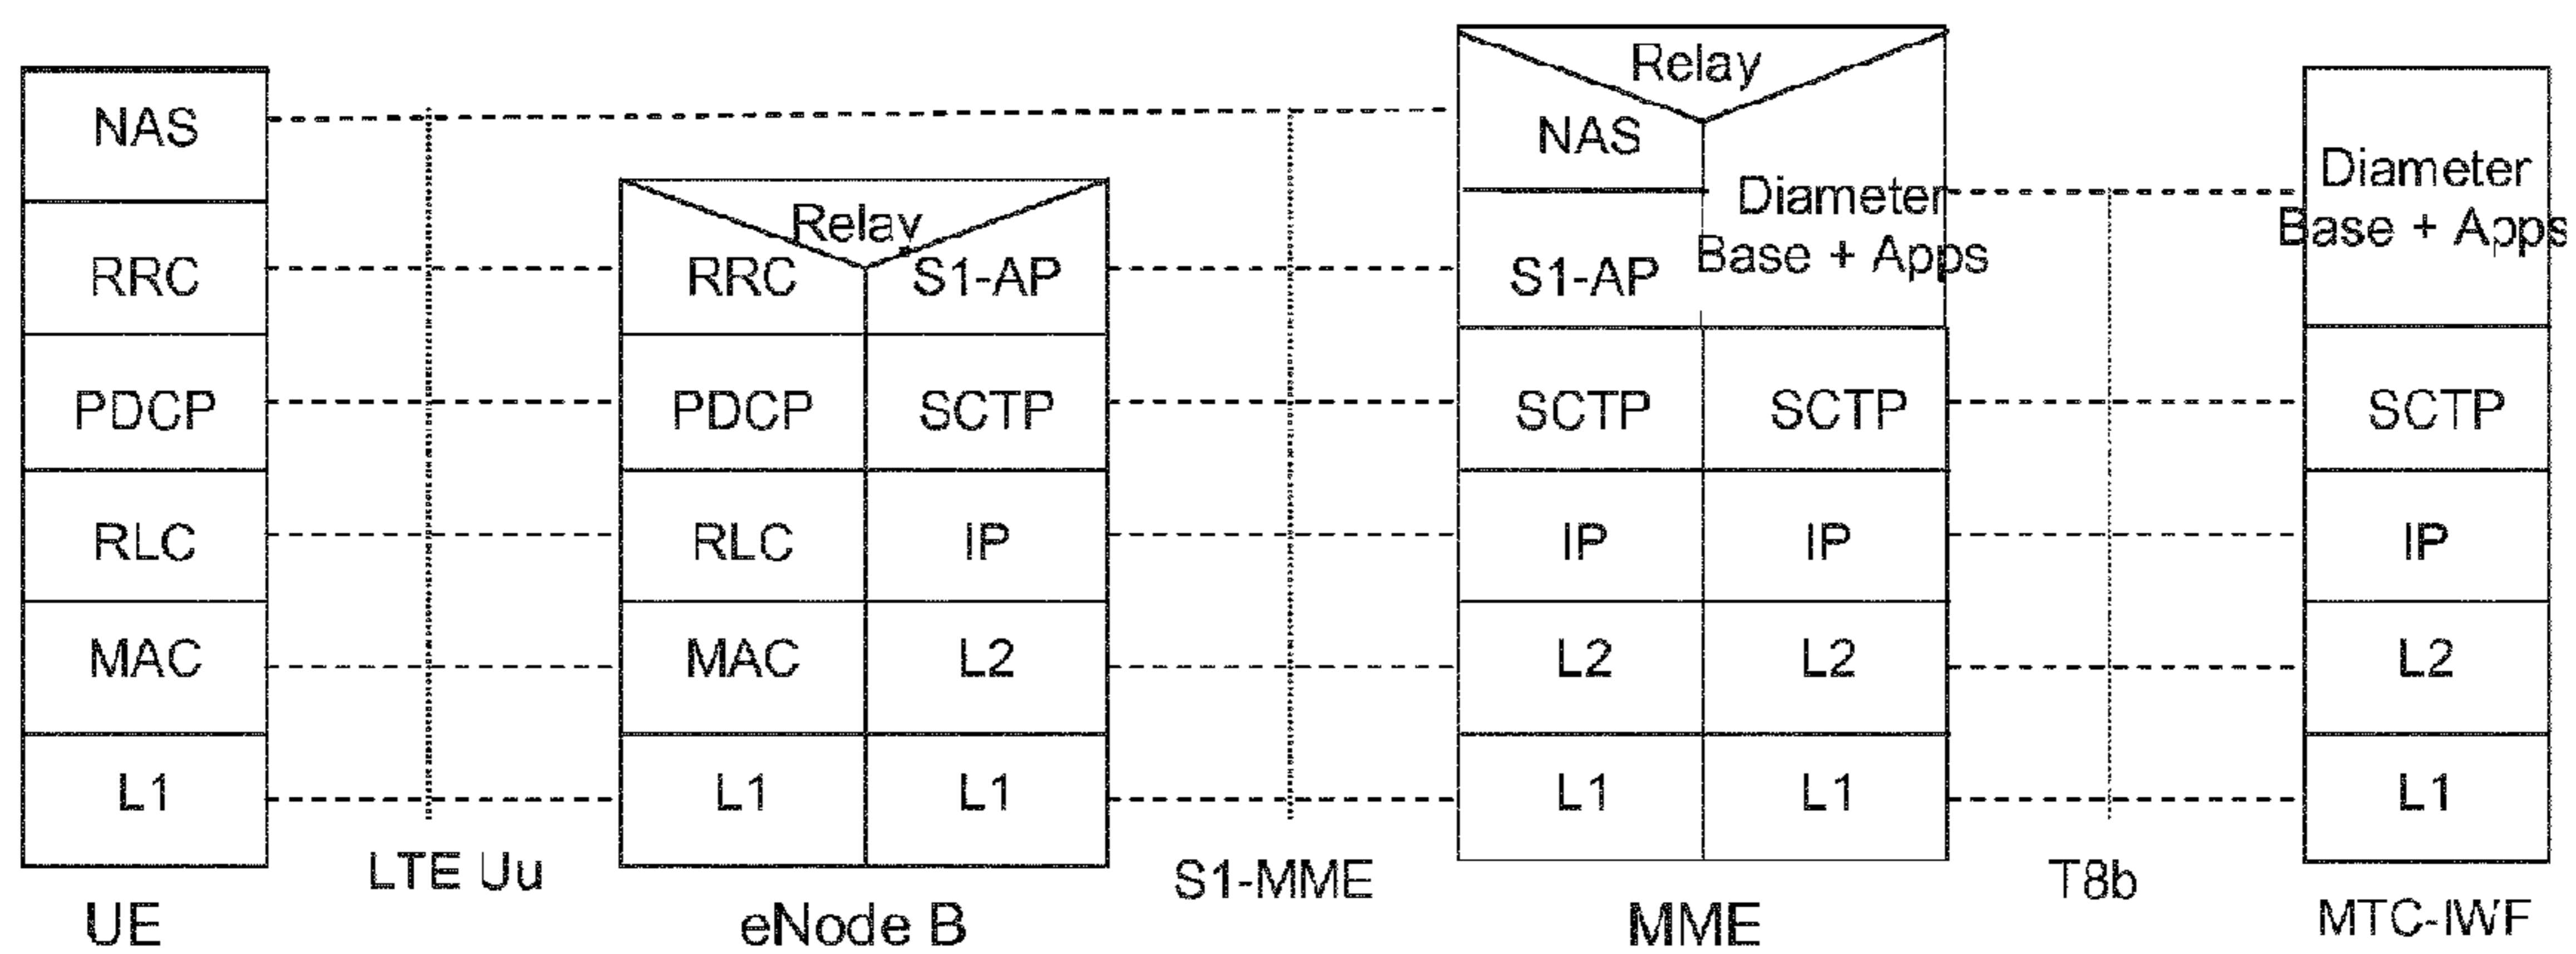 Relay
NAS
NAS
Diameter
Base + Apps
Diameter
Base + Apps
Relay
RRC
RRC
S1-AP
S1-AP
PDCP
PDCP
SCTP
SCTP
SCTP
SCTP
RLC
RLC
IP
IP
IP
IP
MAC
MAC
L2
L2
L2
L2
L1
L1
L1
L1
L1
L1
LTE Uu
S1-MME
T8b
UE
eNode B
MME
MTC-IWF